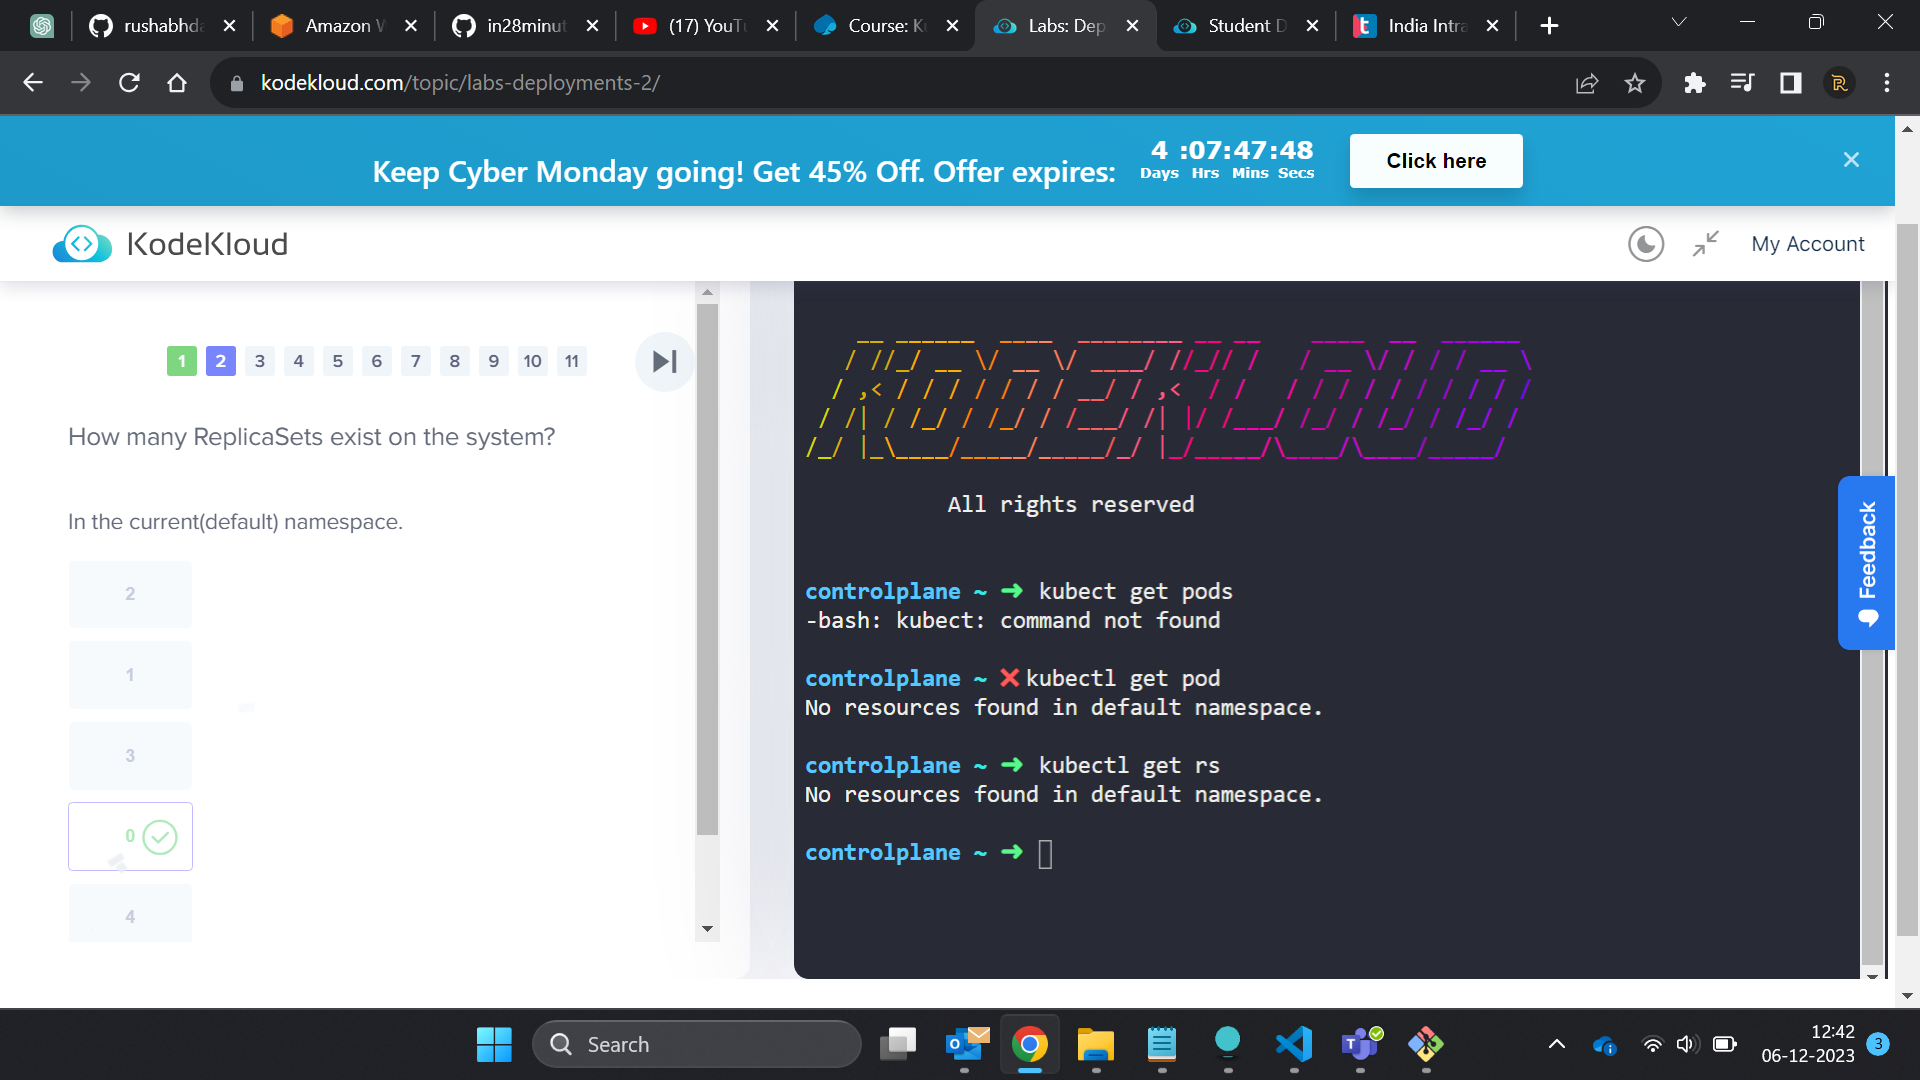 rushabhda
Amazon W
in28minut
(17) YouTu
Course: Ku
Labs: Dep
Student D
India Intra
kodekloud.com/topic/labs-deployments-2/
Keep Cyber Monday going! Get 45% Off. Offer expires:
4 :07:47:48
Days Hrs Mins Secs
Click here
KodeKloud
My Account
1 2 3 4 5 6 7 8 9 10 11
How many ReplicaSets exist on the system?
In the current(default) namespace.
2
1
3
0
4
KODEKLOUD
All rights reserved
controlplane ~ ➜ kubect get pods
-bash: kubect: command not found
controlplane ~ ✖ kubectl get pod
No resources found in default namespace.
controlplane ~ ➜ kubectl get rs
No resources found in default namespace.
controlplane ~ ➜
Feedback
Search
12:42
06-12-2023
3